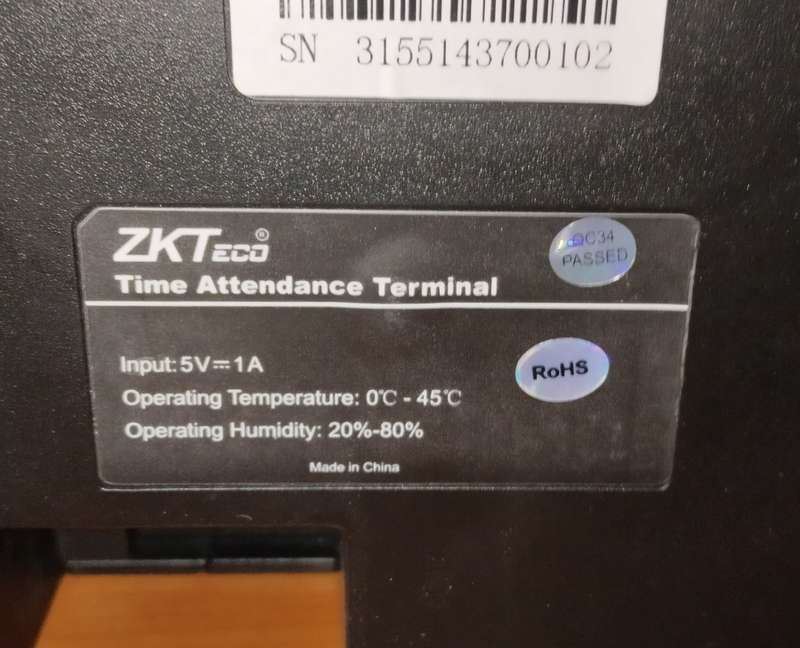 SN 3155143700102
ZKTECO ®
QC34
PASSED
Time Attendance Terminal
Input: 5V⎓1A
RoHS
Operating Temperature: 0℃ - 45℃
Operating Humidity: 20%-80%
Made in China